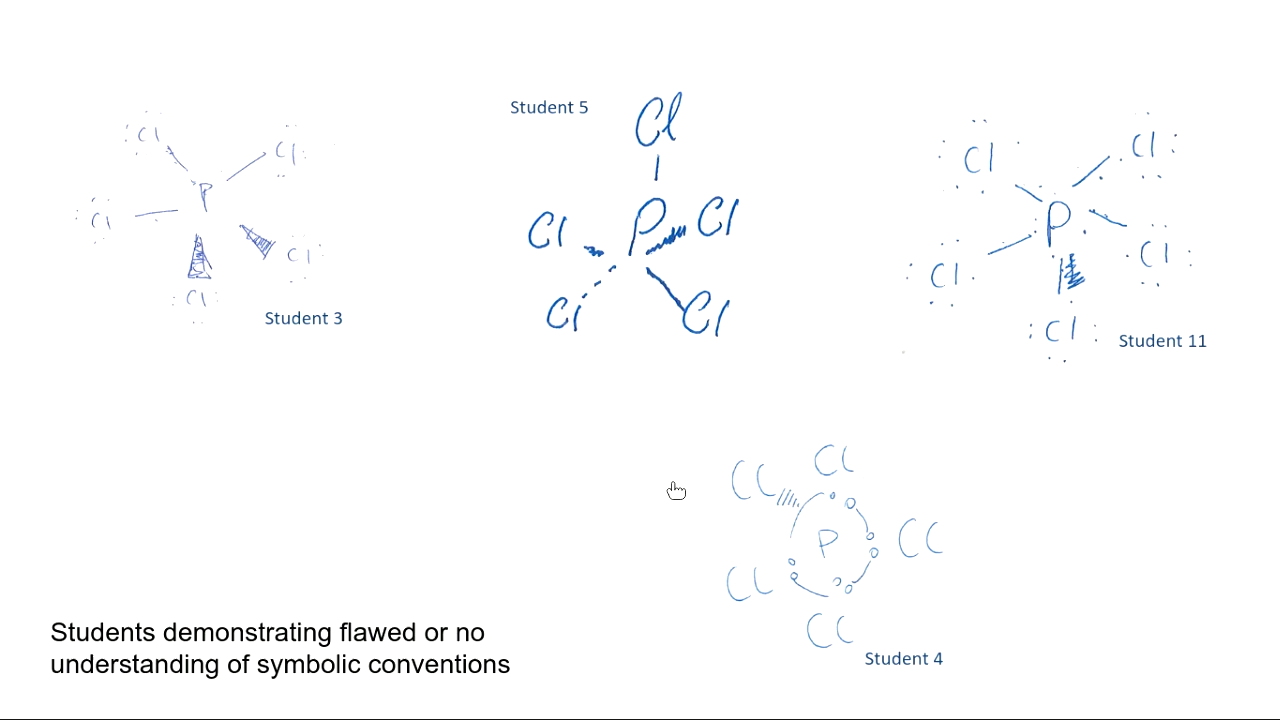 Student 5
Cl
:Cl
Cl:
P
:Cl
Cl:
:Cl:
Student 3
Cl
P Cl
Cl
Cl
Cl
Cl
P
Cl
Cl
:Cl:
Student 11
Cl
Cl
Cl
P
Cl
Cl
Student 4
Students demonstrating flawed or no
understanding of symbolic conventions